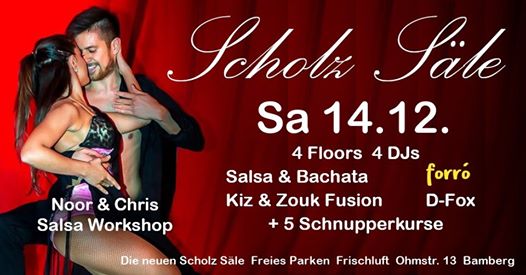 Scholz Säle
Sa 14.12.
4 Floors 4 DJs
Salsa & Bachata forró
Kiz & Zouk Fusion D-Fox
+ 5 Schnupperkurse
Noor & Chris
Salsa Workshop
Die neuen Scholz Säle Freies Parken Frischluft Ohmstr. 13 Bamberg